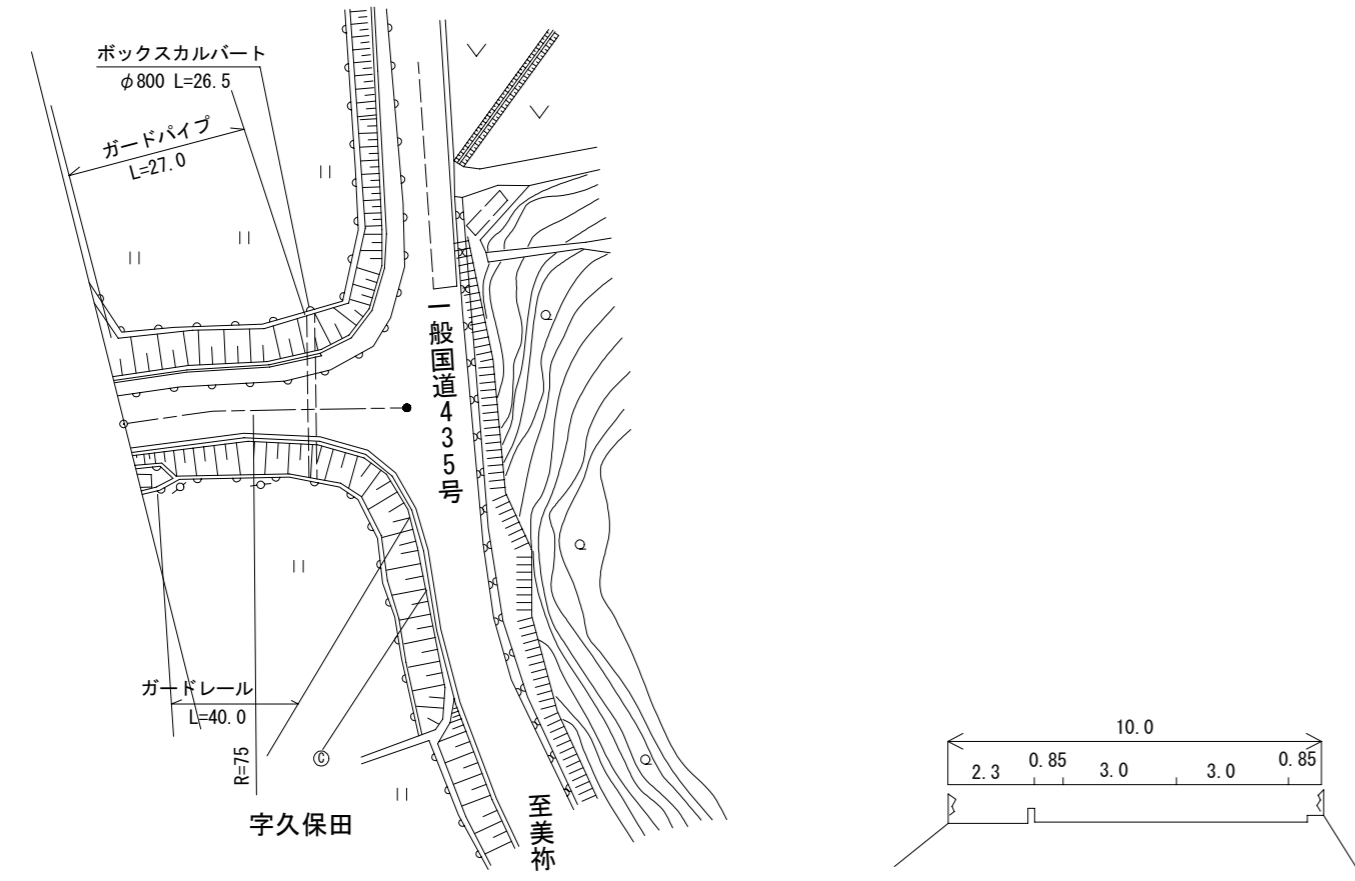 ボックスカルバート
φ800 L=26.5
ガードパイプ
L=27.0
一般国道435号
ガードレール
L=40.0
R=75
C
字久保田
至美祢
10.0
2.3 0.85 3.0 3.0 0.85